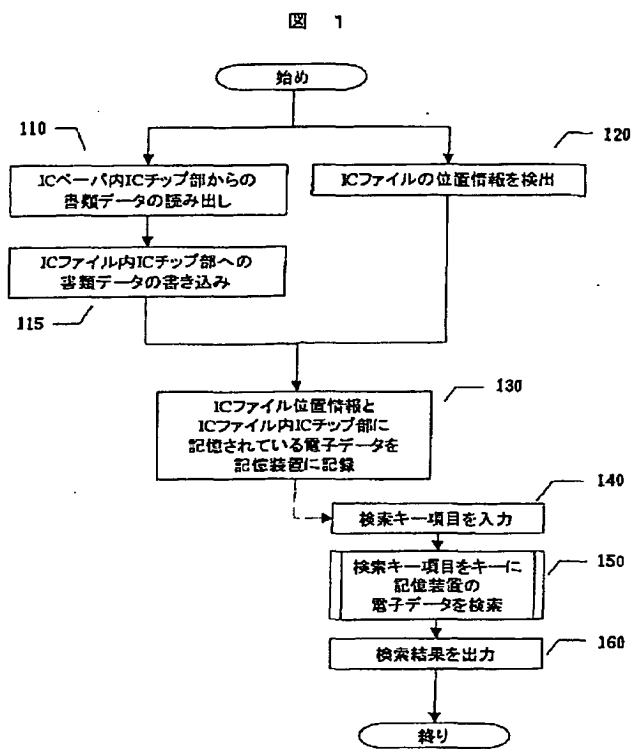 図 1
始め
110
120
ICペーパ内ICチップ部からの
書類データの読み出し
ICファイルの位置情報を検出
ICファイル内ICチップ部への
書類データの書き込み
115
130
ICファイル位置情報と
ICファイル内ICチップ部に
記憶されている電子データを
記憶装置に記録
140
検索キー項目を入力
150
検索キー項目をキーに
記憶装置の
電子データを検索
160
検索結果を出力
終り